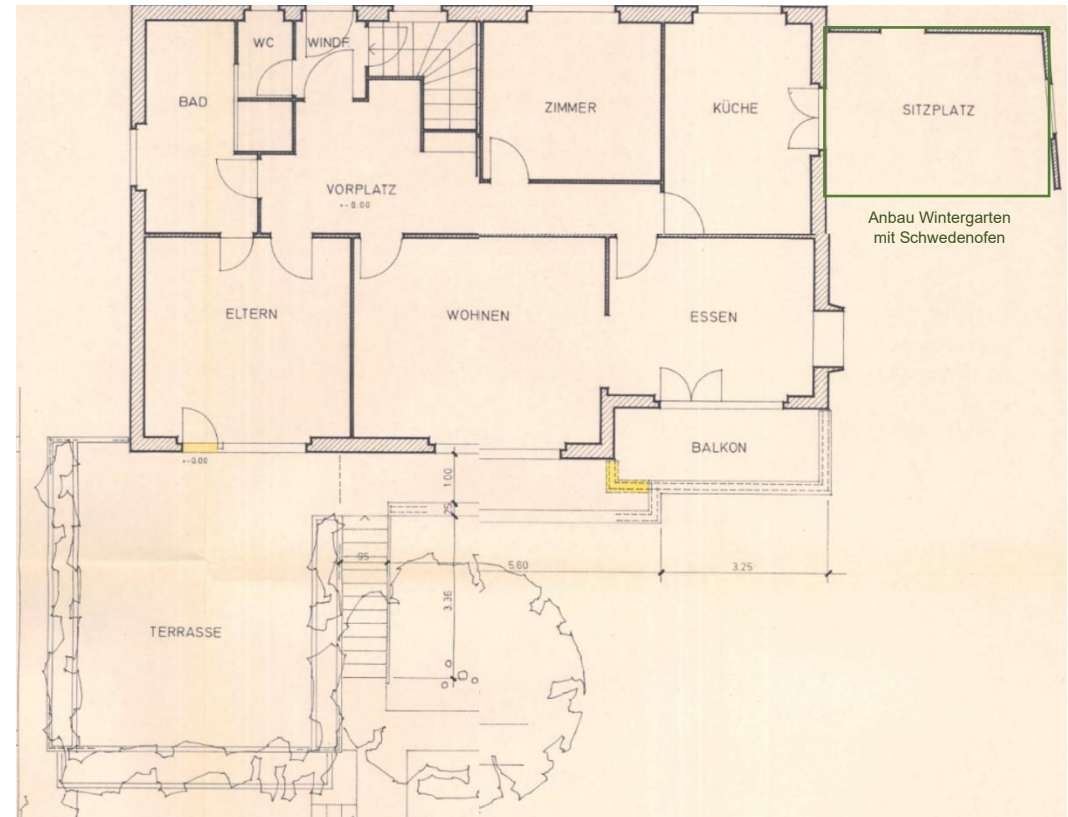 WC
WINDF.
BAD
ZIMMER
KÜCHE
SITZPLATZ
VORPLATZ
+-0.00
Anbau Wintergarten
mit Schwedenofen
ELTERN
WOHNEN
ESSEN
BALKON
+-0.00
1.00
25
95
5.60
3.25
3.36
TERRASSE